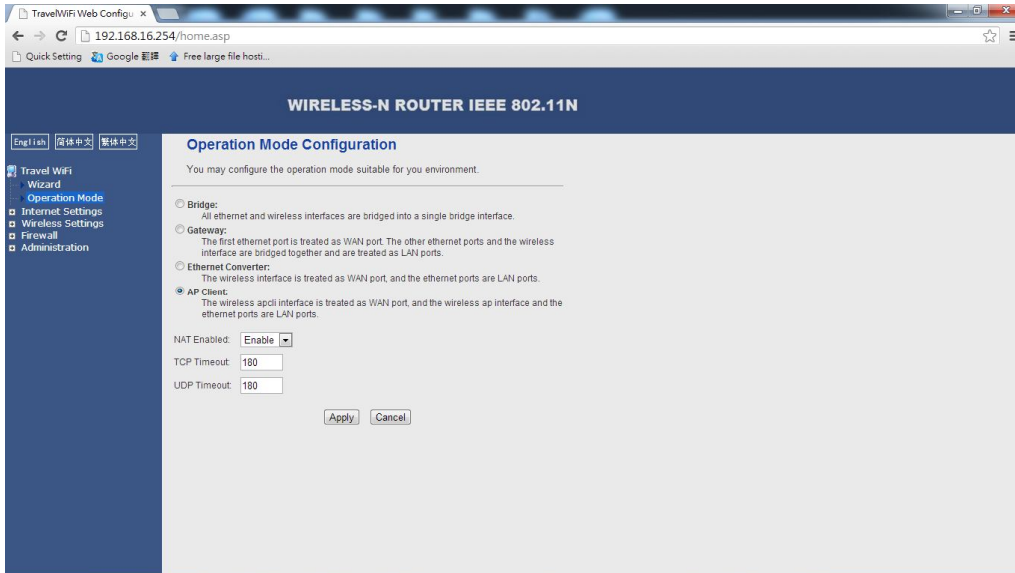 TravelWiFi Web Configu
192.168.16.254/home.asp
Quick Setting Google 翻譯 Free large file hosti...
WIRELESS-N ROUTER IEEE 802.11N
English 简体中文 繁体中文
Travel WiFi
Wizard
Operation Mode
Internet Settings
Wireless Settings
Firewall
Administration
Operation Mode Configuration
You may configure the operation mode suitable for you environment.
Bridge:
All ethernet and wireless interfaces are bridged into a single bridge interface.
Gateway:
The first ethernet port is treated as WAN port. The other ethernet ports and the wireless
interface are bridged together and are treated as LAN ports.
Ethernet Converter:
The wireless interface is treated as WAN port, and the ethernet ports are LAN ports.
AP Client:
The wireless apcli interface is treated as WAN port, and the wireless ap interface and the
ethernet ports are LAN ports.
NAT Enabled: Enable
TCP Timeout: 180
UDP Timeout: 180
Apply Cancel